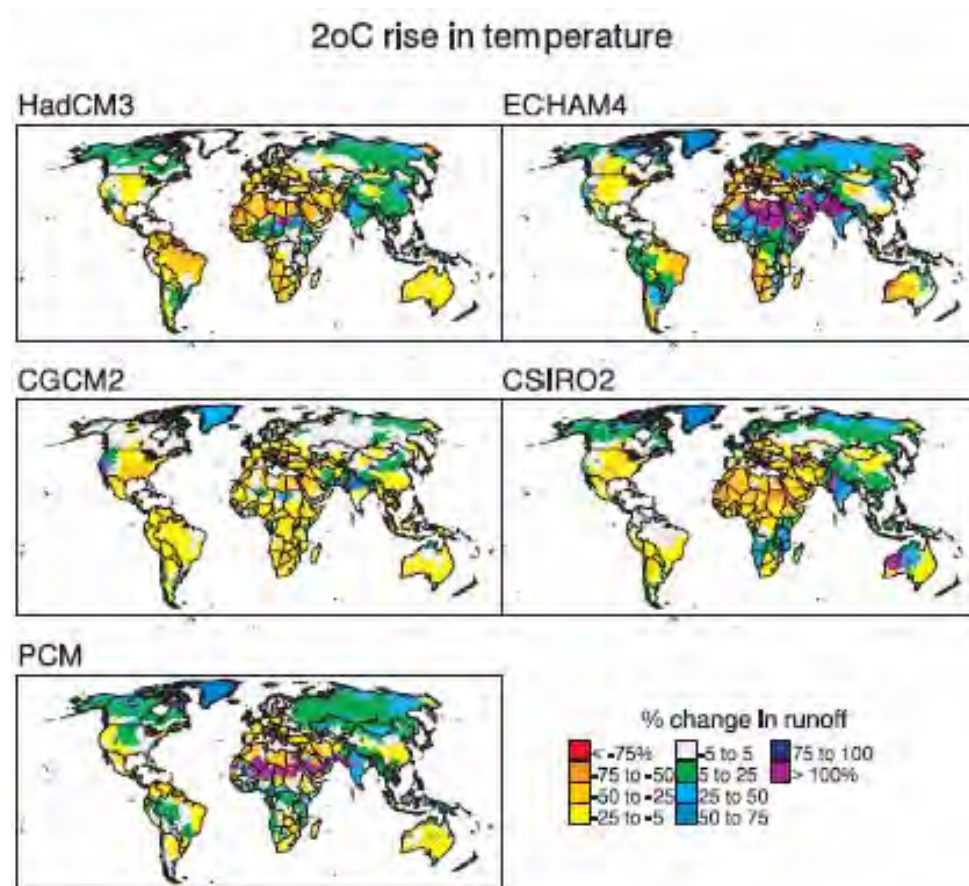 2oC rise in temperature
HadCM3
ECHAM4
CGCM2
CSIRO2
PCM
% change In runoff
< -75%
-75 to -50
-50 to -25
-25 to -5
-5 to 5
5 to 25
25 to 50
50 to 75
75 to 100
> 100%